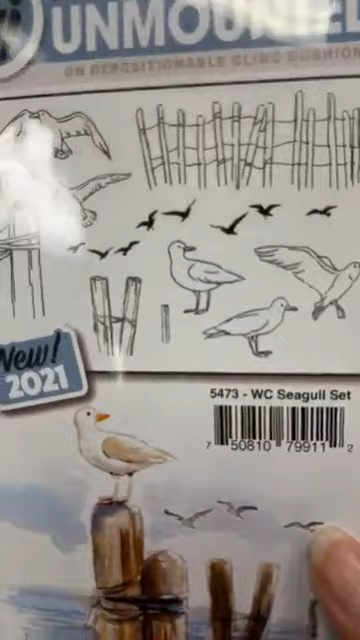 UNMOUNTED
ON REPOSITIONABLE CLING CUSHION
New!
2021
5473 - WC Seagull Set
7 50810 79911 2